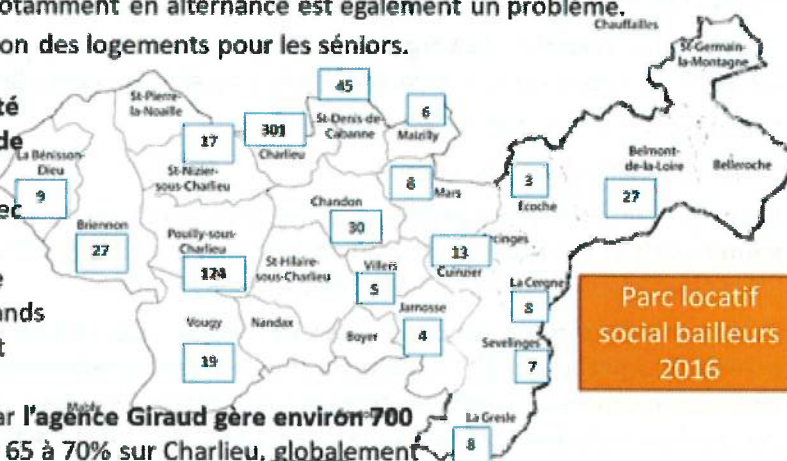 otamment en alternance est également un problème.
on des logements pour les séniors.
Chauffailles
St-Germain-
la-Montagne
45
té
de
St-Pierre-
la-Noaille
17
301
Charlieu
St-Denis-de-
Cabanne
6
Maizilly
La Bénisson-
Dieu
9
ec
St-Nizier-
sous-Charlieu
6
Mars
3
Ecoche
Belmont-
de-la-Loire
27
Belleroche
Chandon
30
Briennon
27
Pouilly-sous-
Charlieu
124
St-Hilaire-
sous-Charlieu
Villers
5
13
Cuinzier
La Cergne
8
e
ands
t
Vougy
19
Nandax
Boyer
Jarnosse
4
Sevelinges
7
Parc locatif
social bailleurs
2016
Mably
ar l'agence Giraud gère environ 700
65 à 70% sur Charlieu, globalement
La Gresle
8